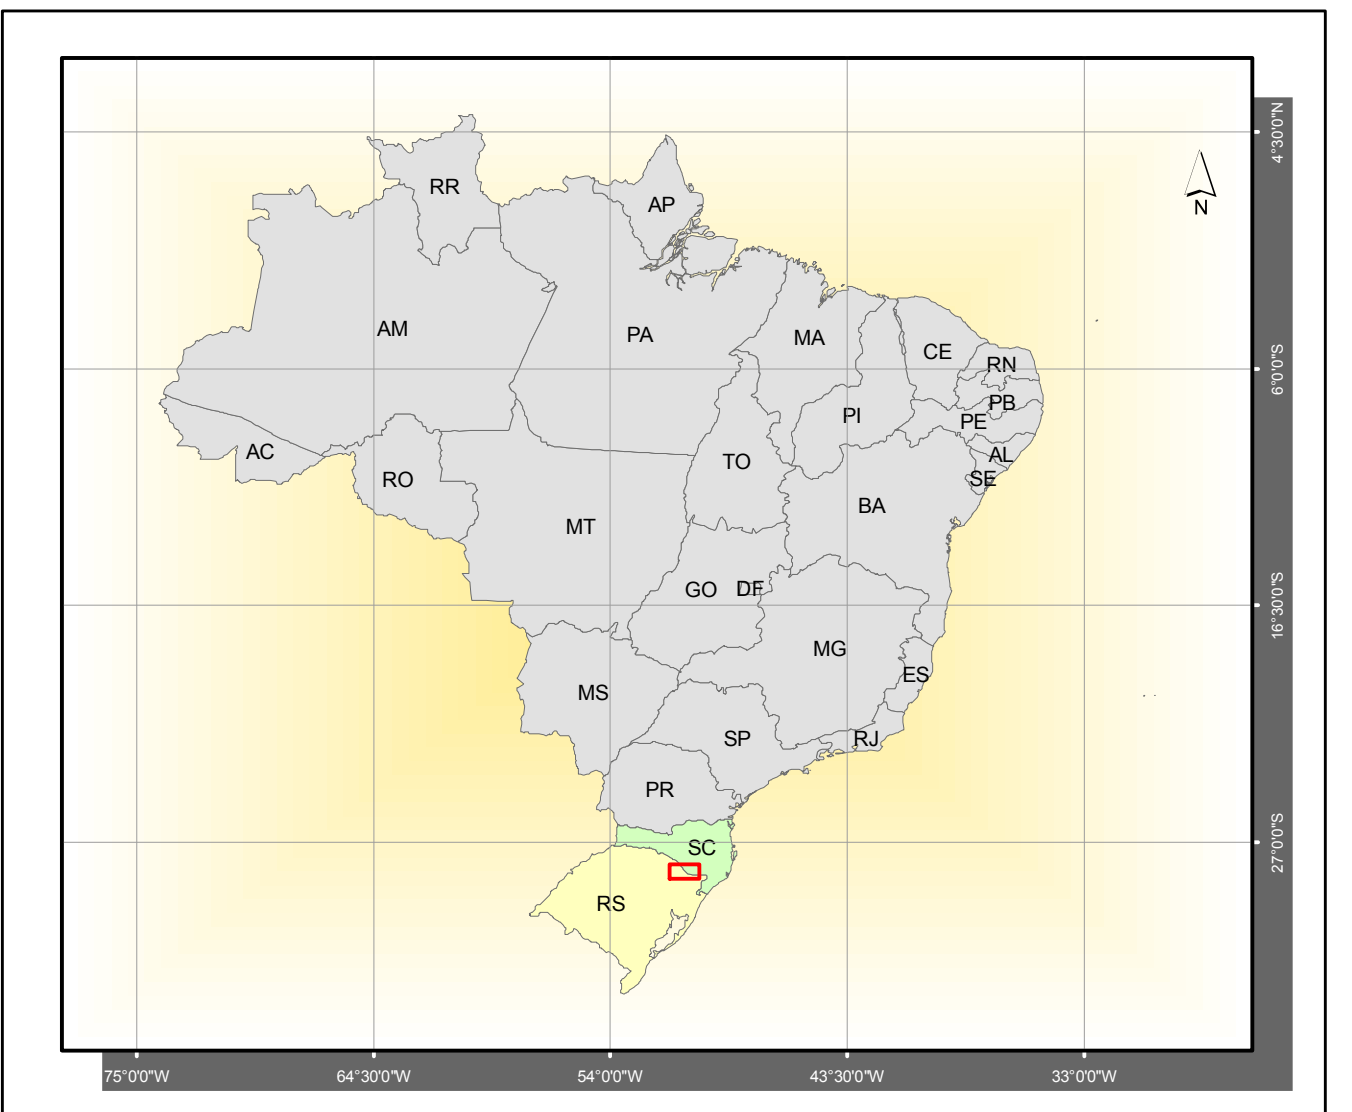 4°30'0"N
N
RR
AP
AM
PA
MA
CE
RN
6°0'0"S
PB
PI
PE
AC
AL
TO
RO
SE
BA
MT
GO
DF
16°30'0"S
MG
ES
MS
SP
RJ
PR
SC
27°0'0"S
RS
75°0'0"W 64°30'0"W 54°0'0"W 43°30'0"W 33°0'0"W